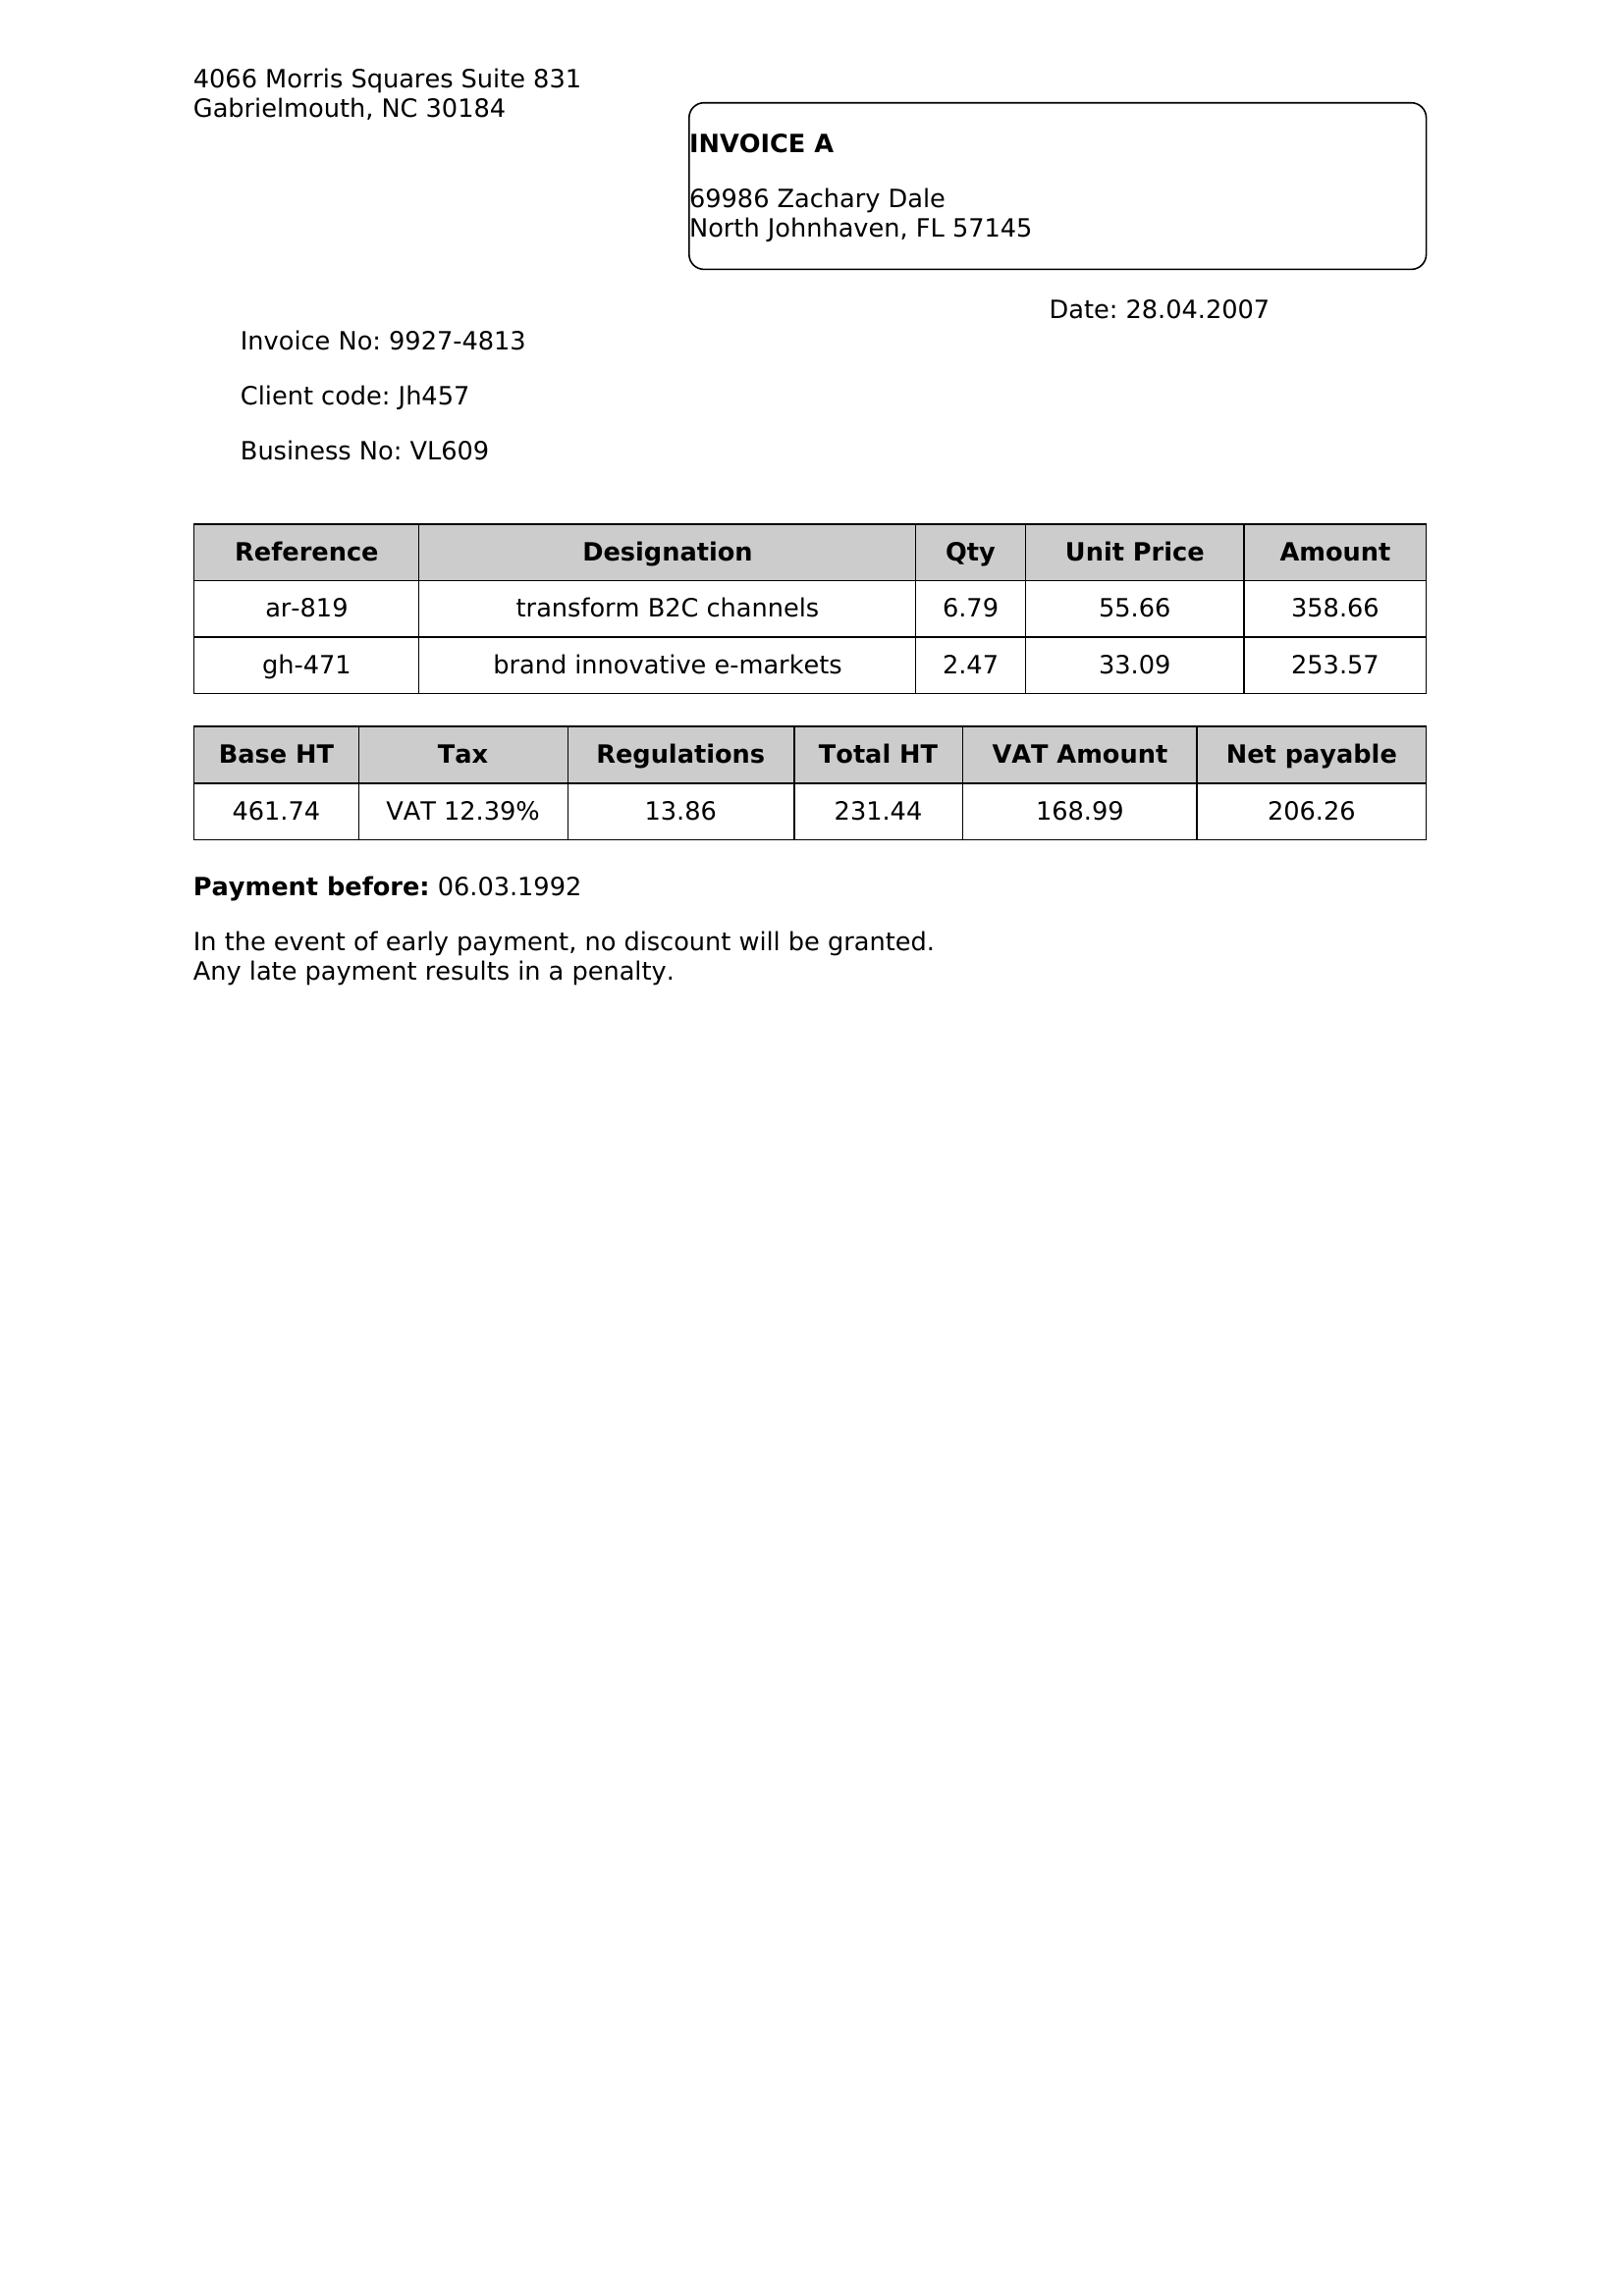 4066 Morris Squares Suite 831
Gabrielmouth, NC 30184
INVOICE A
69986 Zachary Dale
North Johnhaven, FL 57145
Date: 28.04.2007
Invoice No: 9927-4813
Client code: Jh457
Business No: VL609
Reference Designation Qty Unit Price Amount
ar-819 transform B2C channels 6.79 55.66 358.66
gh-471 brand innovative e-markets 2.47 33.09 253.57
Base HT Tax Regulations Total HT VAT Amount Net payable
461.74 VAT 12.39% 13.86 231.44 168.99 206.26
Payment before: 06.03.1992
In the event of early payment, no discount will be granted.
Any late payment results in a penalty.